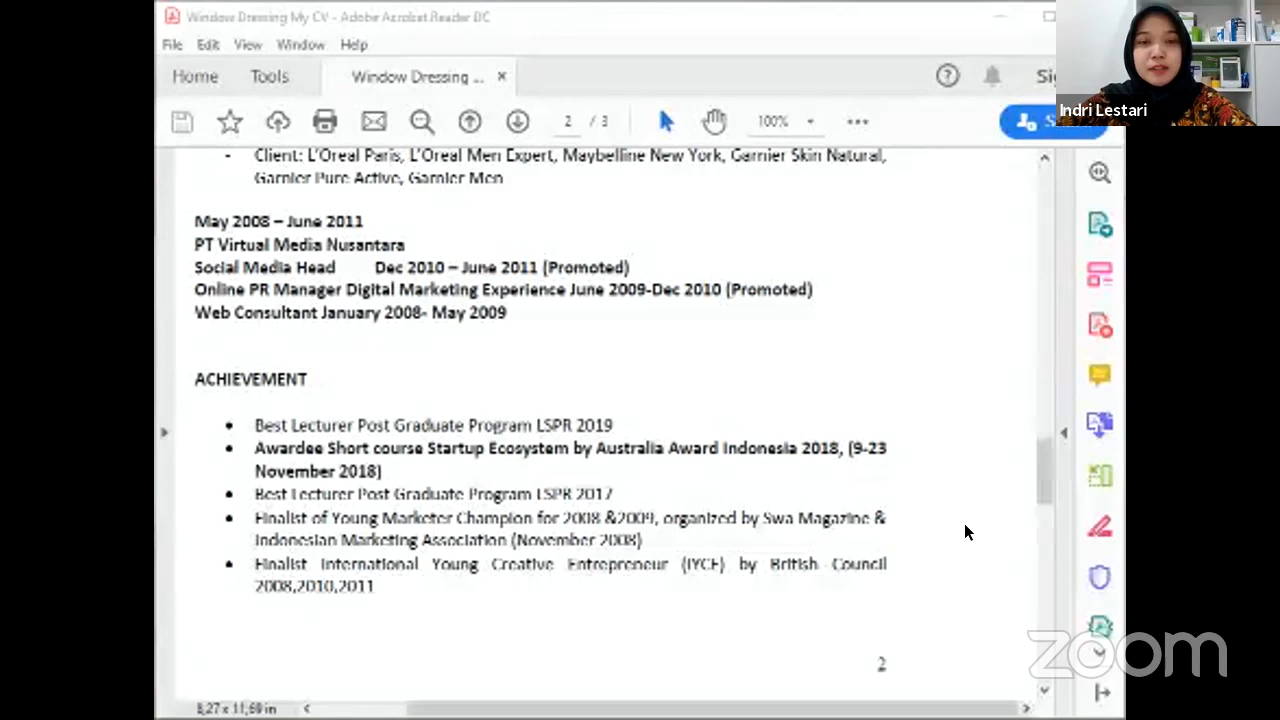 Window Dressing My CV - Adobe Acrobat Reader DC
File Edit View Window Help
Home Tools Window Dressing ... ×
2 / 3 100%
Indri Lestari
- Client: L'Oreal Paris, L'Oreal Men Expert, Maybelline New York, Garnier Skin Natural,
Garnier Pure Active, Garnier Men
May 2008 – June 2011
PT Virtual Media Nusantara
Social Media Head Dec 2010 – June 2011 (Promoted)
Online PR Manager Digital Marketing Experience June 2009-Dec 2010 (Promoted)
Web Consultant January 2008- May 2009
ACHIEVEMENT
• Best Lecturer Post Graduate Program LSPR 2019
• Awardee Short course Startup Ecosystem by Australia Award Indonesia 2018, (9-23
November 2018)
• Best Lecturer Post Graduate Program LSPR 2017
• Finalist of Young Marketer Champion for 2008 &2009, organized by Swa Magazine &
Indonesian Marketing Association (November 2008)
• Finalist International Young Creative Entrepreneur (IYCE) by British Council
2008,2010,2011
2
8,27 x 11,69 in
zoom